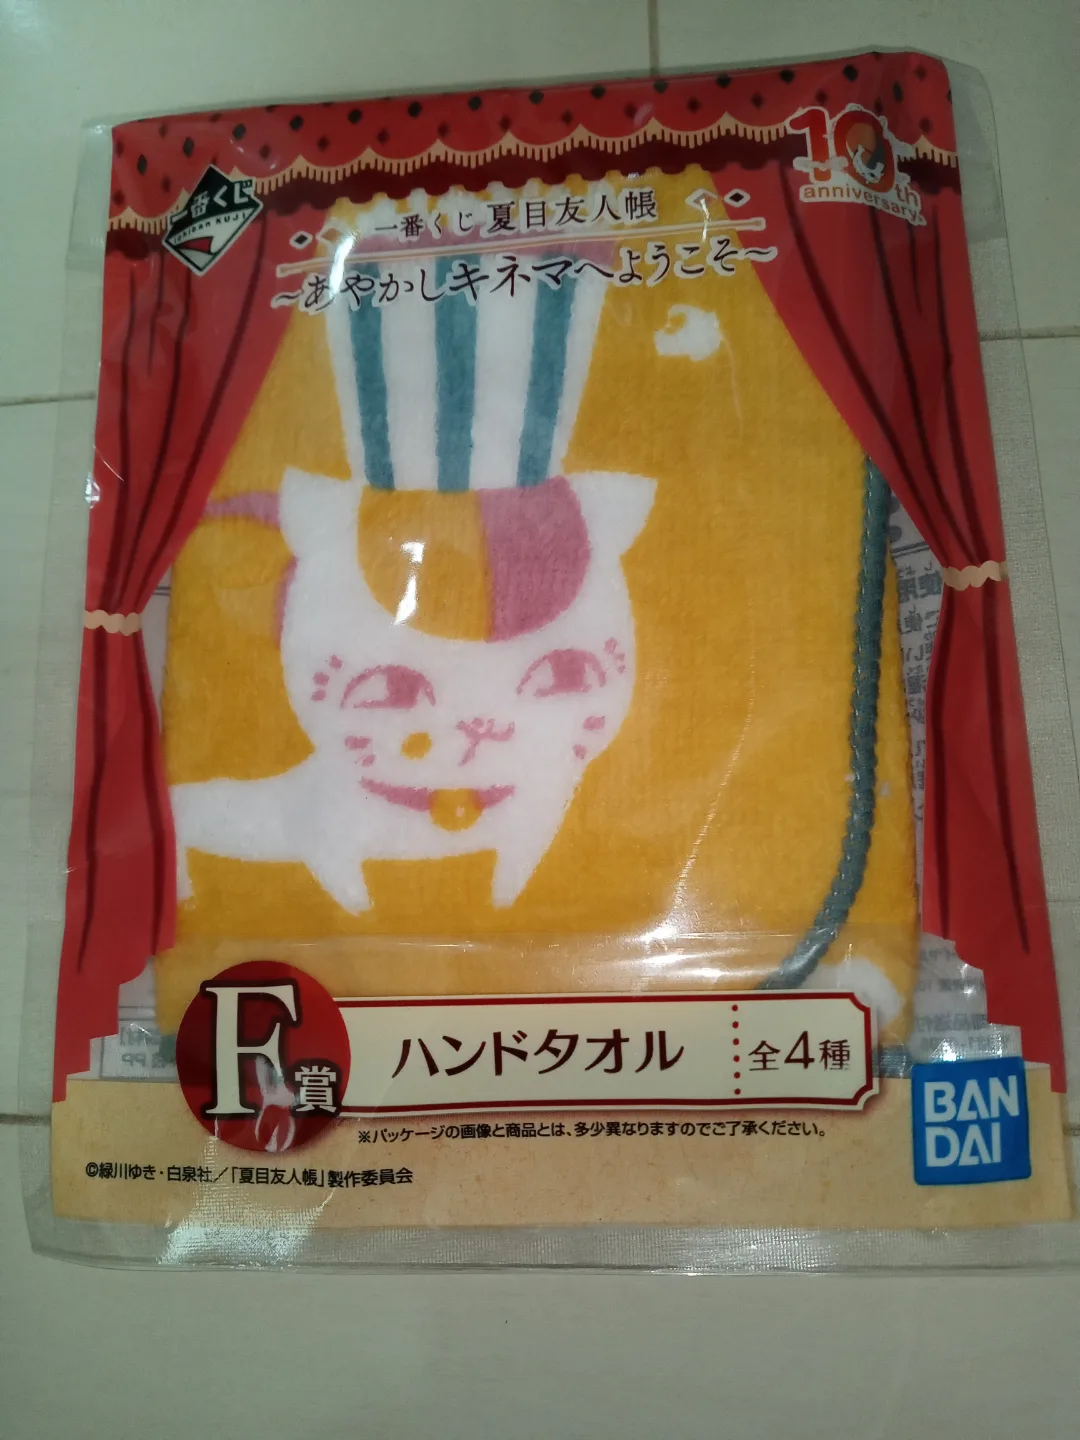 10th
anniversary
一番くじ
Ichiban KUJI
一番くじ 夏目友人帳
~あやかしキネマへようこそ~
F賞
ハンドタオル
全4種
※パッケージの画像と商品とは、多少異なりますのでご了承ください。
BAN
DAI
©緑川ゆき・白泉社/「夏目友人帳」製作委員会